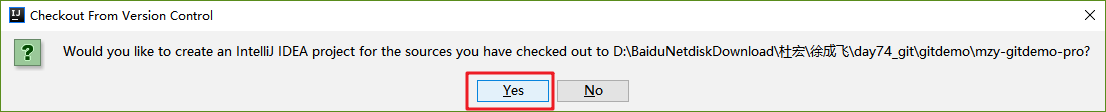 Checkout From Version Control
Would you like to create an IntelliJ IDEA project for the sources you have checked out to D:\BaiduNetdiskDownload\杜宏\徐成飞\day74_git\gitdemo\mzy-gitdemo-pro?
Yes No